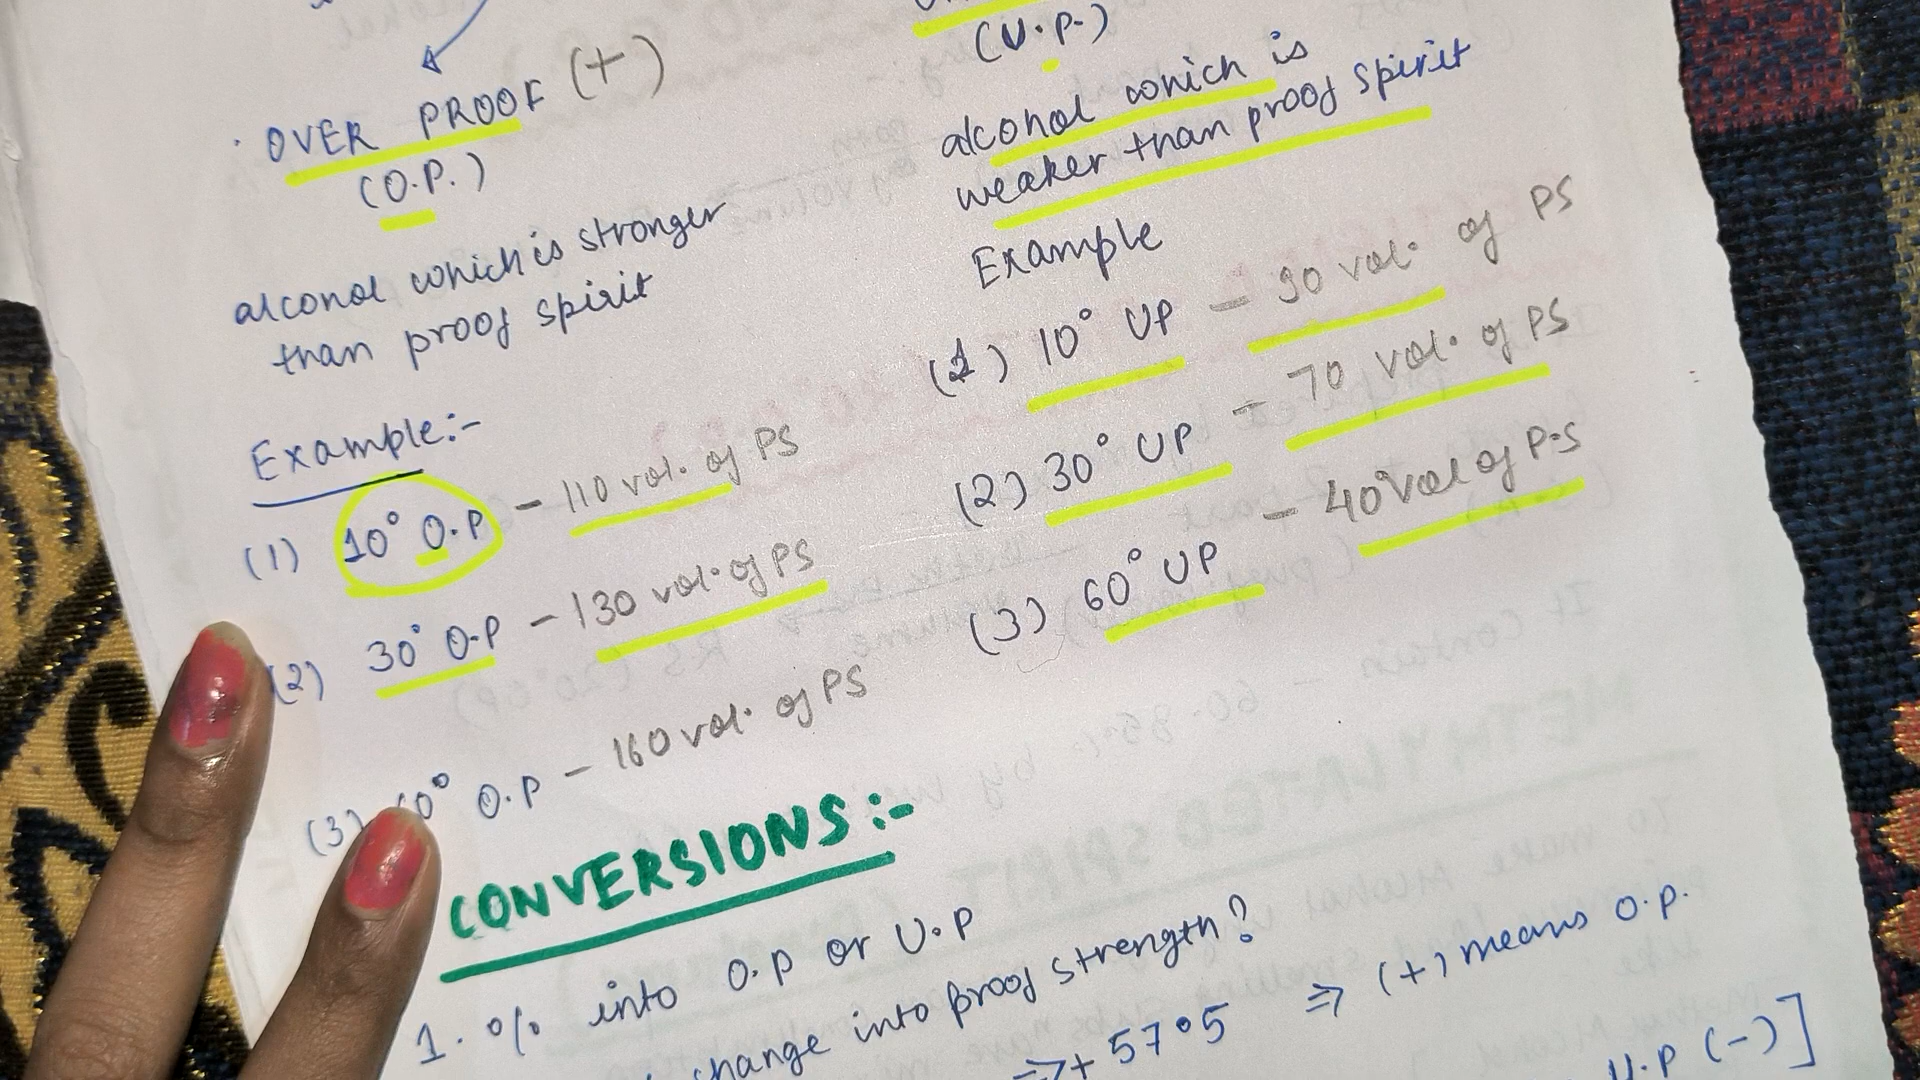 OVER PROOF (+)
(O.P.)
alcohol which is stronger
than proof spirit
Example:-
(1) 10° O.P - 110 vol. of PS
(2) 30° O.P - 130 vol. of PS
(3) 60° O.P - 160 vol. of PS
(U.P.)
alcohol which is
weaker than proof spirit
Example
(1) 10° UP - 90 vol. of PS
(2) 30° UP - 70 vol. of PS
(3) 60° UP - 40 vol of P.S
CONVERSIONS:-
1. % into O.P or U.P
change into proof strength?
⇒ + 57.5 ⇒ (+) means O.P.
U.P (-)]